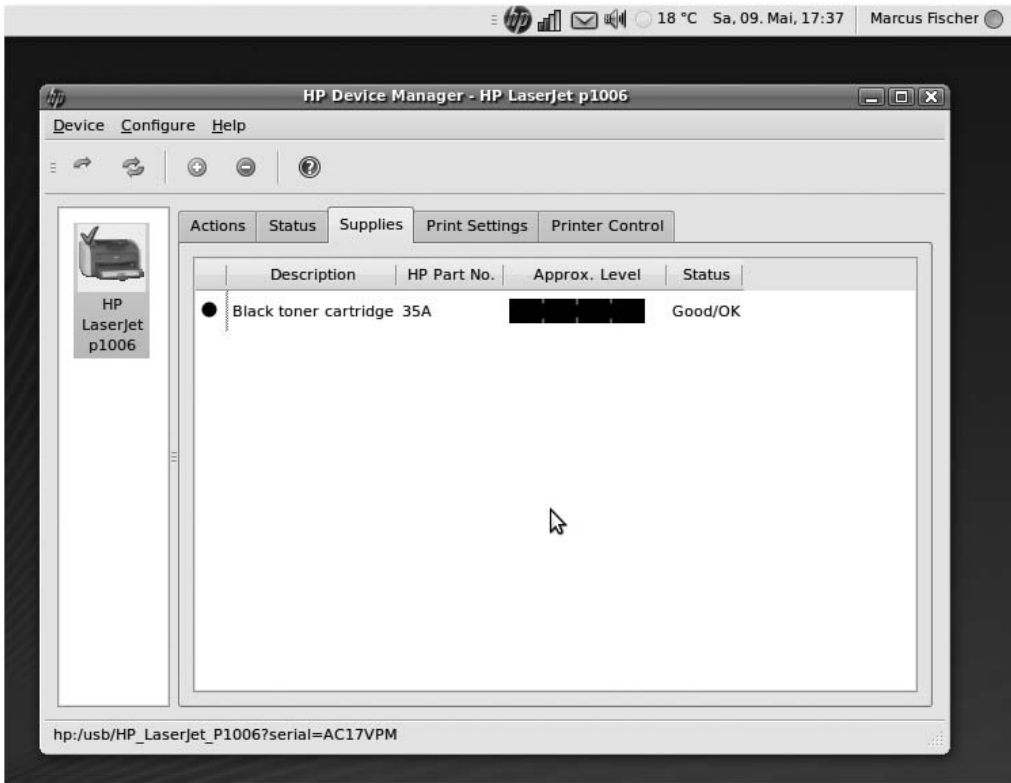 hp 18 °C Sa, 09. Mai, 17:37 Marcus Fischer
hp HP Device Manager - HP LaserJet p1006
Device Configure Help
Actions Status Supplies Print Settings Printer Control
Description HP Part No. Approx. Level Status
Black toner cartridge 35A Good/OK
HP
LaserJet
p1006
hp:/usb/HP_LaserJet_P1006?serial=AC17VPM